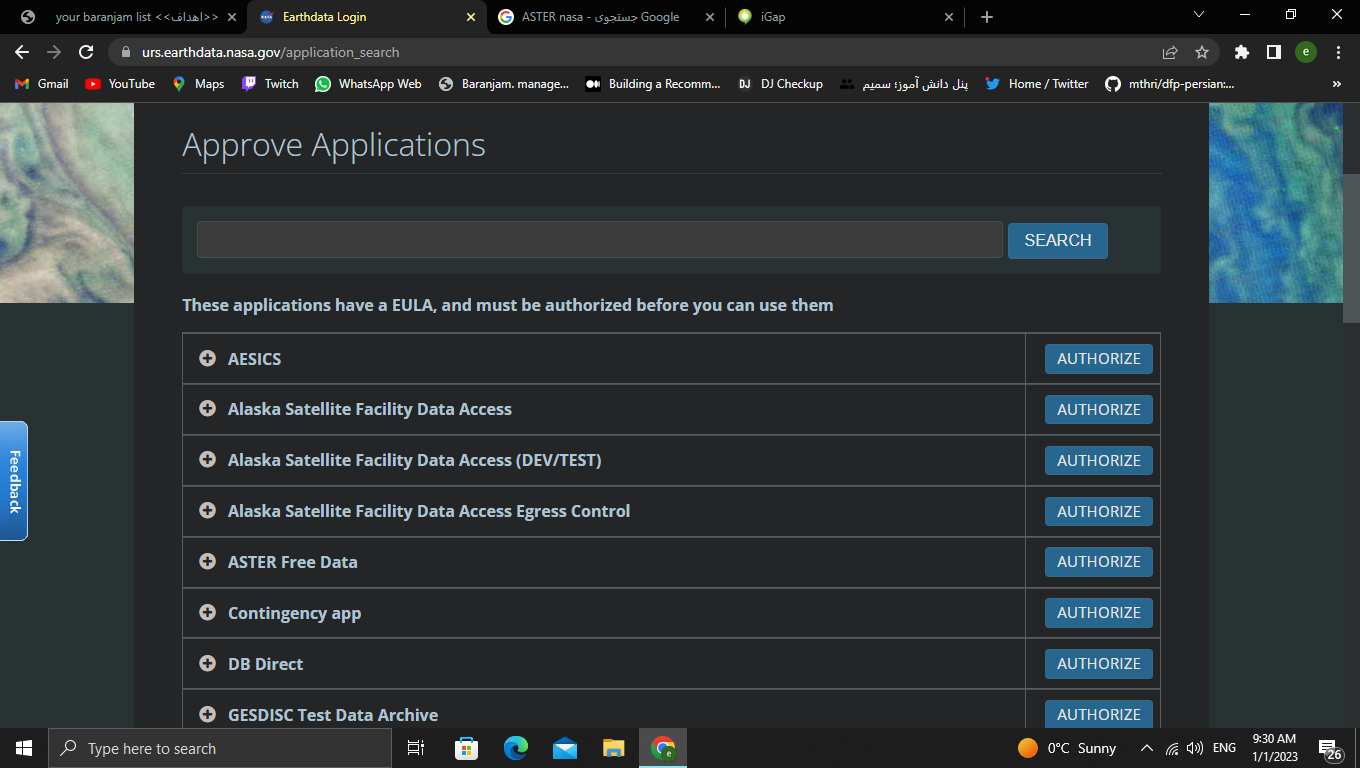 your baranjam list <<اهداف>>
Earthdata Login
ASTER nasa - جستجوی Google
iGap
urs.earthdata.nasa.gov/application_search
e
Gmail
YouTube
Maps
Twitch
WhatsApp Web
Baranjam. manage...
Building a Recomm...
DJ
DJ Checkup
پنل دانش آموز؛ سمیم
Home / Twitter
mthri/dfp-persian:...
»
Approve Applications
SEARCH
These applications have a EULA, and must be authorized before you can use them
AESICS
AUTHORIZE
Alaska Satellite Facility Data Access
AUTHORIZE
Alaska Satellite Facility Data Access (DEV/TEST)
AUTHORIZE
Alaska Satellite Facility Data Access Egress Control
AUTHORIZE
ASTER Free Data
AUTHORIZE
Contingency app
AUTHORIZE
DB Direct
AUTHORIZE
GESDISC Test Data Archive
AUTHORIZE
Feedback
Type here to search
0°C Sunny
ENG
9:30 AM
1/1/2023
26